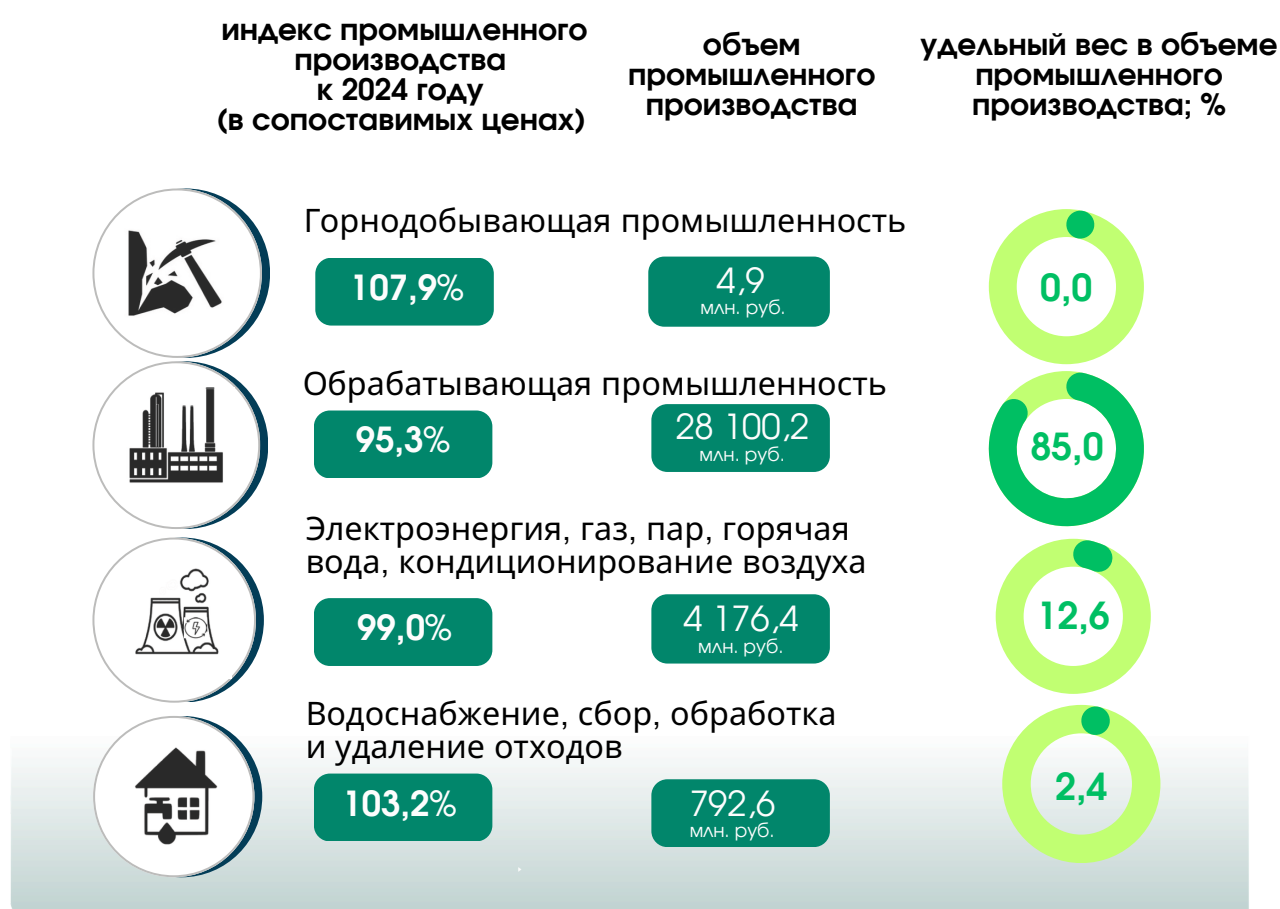 индекс промышленного
производства
к 2024 году
(в сопоставимых ценах)
объем
промышленного
производства
удельный вес в объеме
промышленного
производства; %
Горнодобывающая промышленность
107,9%
4,9
млн. руб.
0,0
Обрабатывающая промышленность
95,3%
28 100,2
млн. руб.
85,0
Электроэнергия, газ, пар, горячая
вода, кондиционирование воздуха
99,0%
4 176,4
млн. руб.
12,6
Водоснабжение, сбор, обработка
и удаление отходов
103,2%
792,6
млн. руб.
2,4